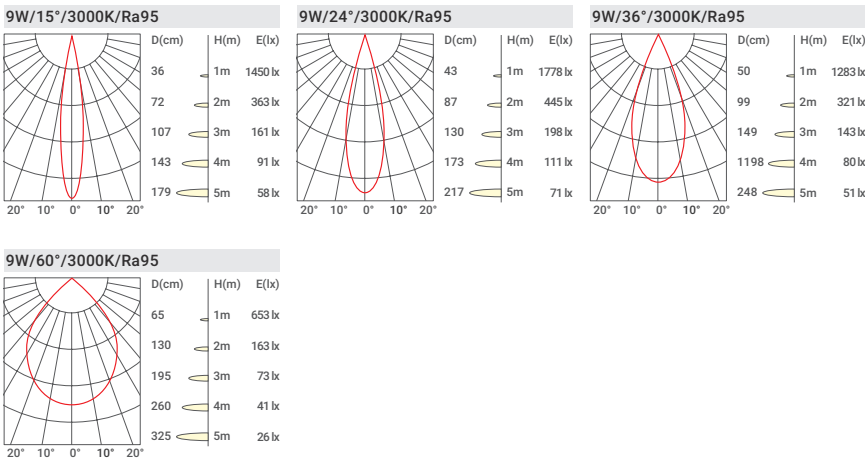 9W/15°/3000K/Ra95
D(cm) H(m) E(lx)
36 1m 1450 lx
72 2m 363 lx
107 3m 161 lx
143 4m 91 lx
179 5m 58 lx
20° 10° 0° 10° 20°
9W/24°/3000K/Ra95
D(cm) H(m) E(lx)
43 1m 1778 lx
87 2m 445 lx
130 3m 198 lx
173 4m 111 lx
217 5m 71 lx
20° 10° 0° 10° 20°
9W/36°/3000K/Ra95
D(cm) H(m) E(lx)
50 1m 1283 lx
99 2m 321 lx
149 3m 143 lx
1198 4m 80 lx
248 5m 51 lx
20° 10° 0° 10° 20°
9W/60°/3000K/Ra95
D(cm) H(m) E(lx)
65 1m 653 lx
130 2m 163 lx
195 3m 73 lx
260 4m 41 lx
325 5m 26 lx
20° 10° 0° 10° 20°